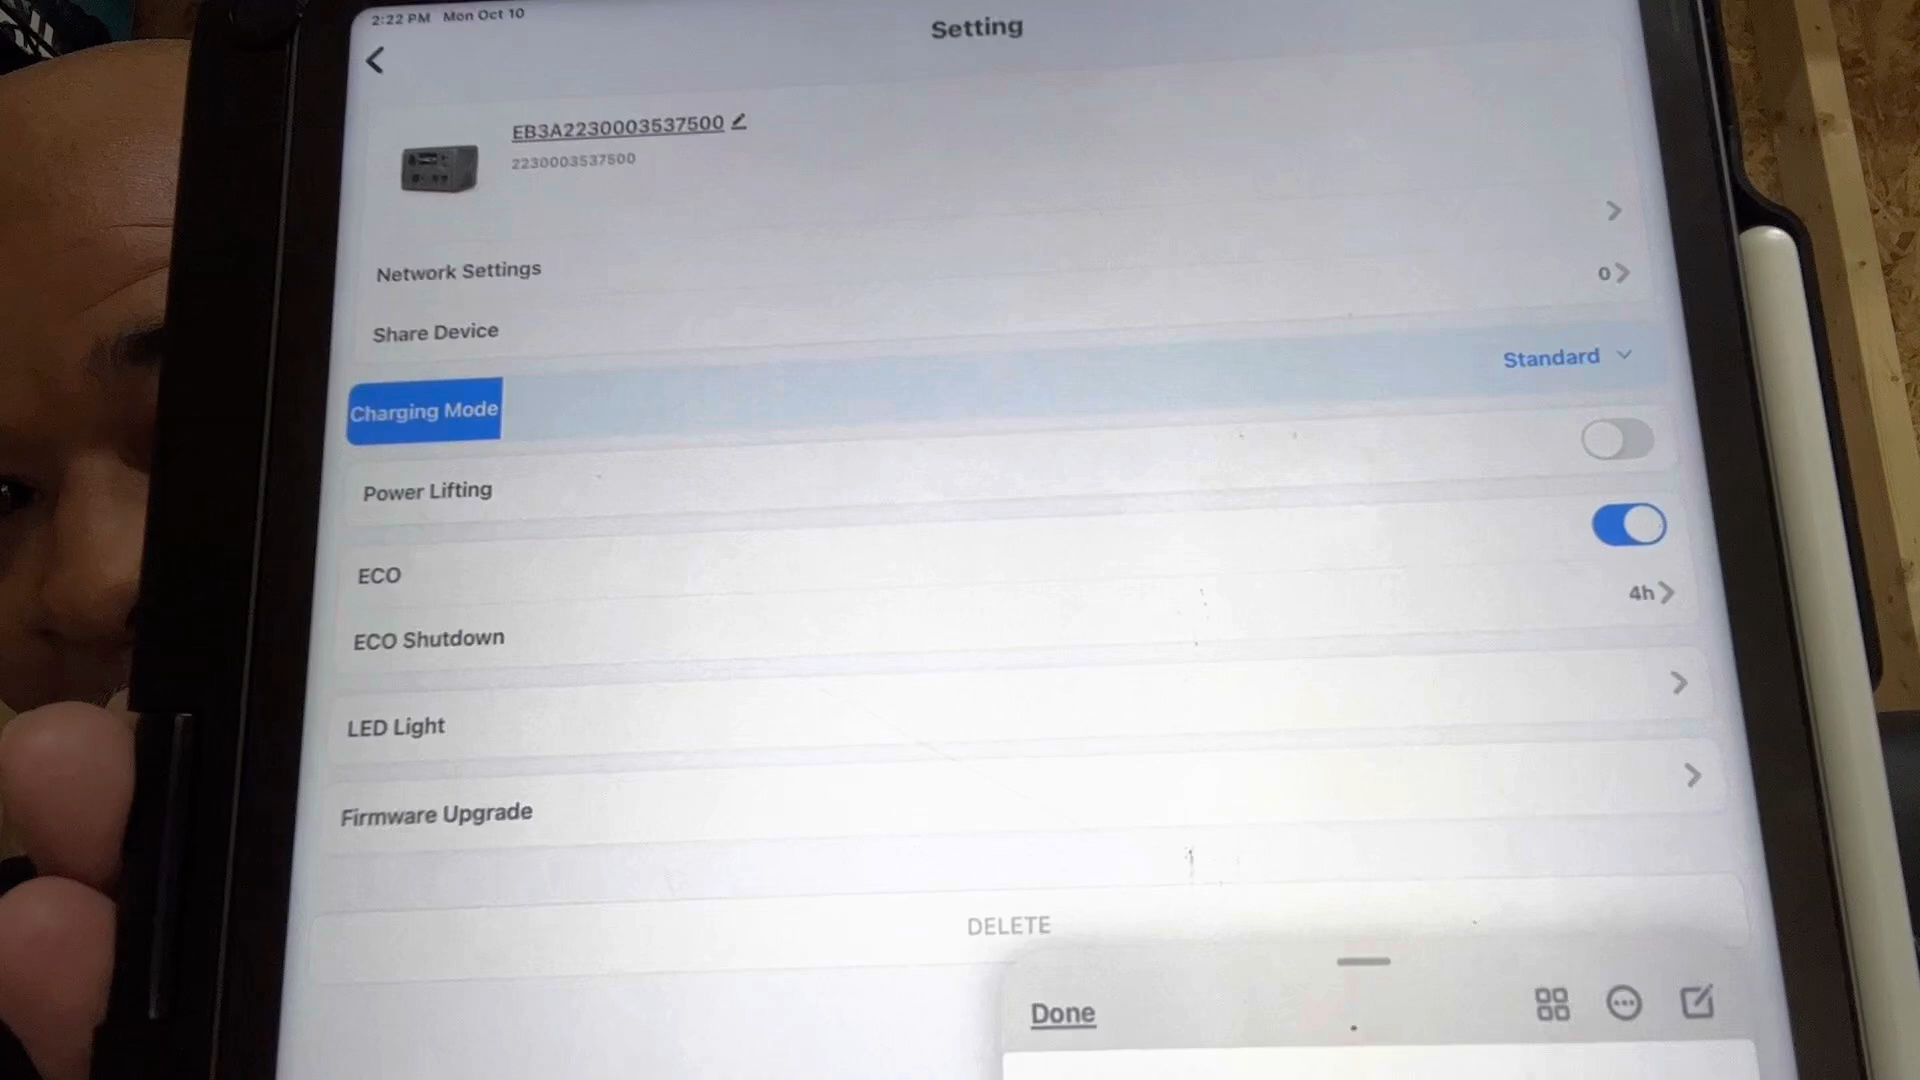 2:22 PM Mon Oct 10
Setting
EB3A2230003537500
2230003537500
Network Settings
Share Device
0
Charging Mode
Standard
Power Lifting
ECO
ECO Shutdown
4h
LED Light
Firmware Upgrade
DELETE
Done